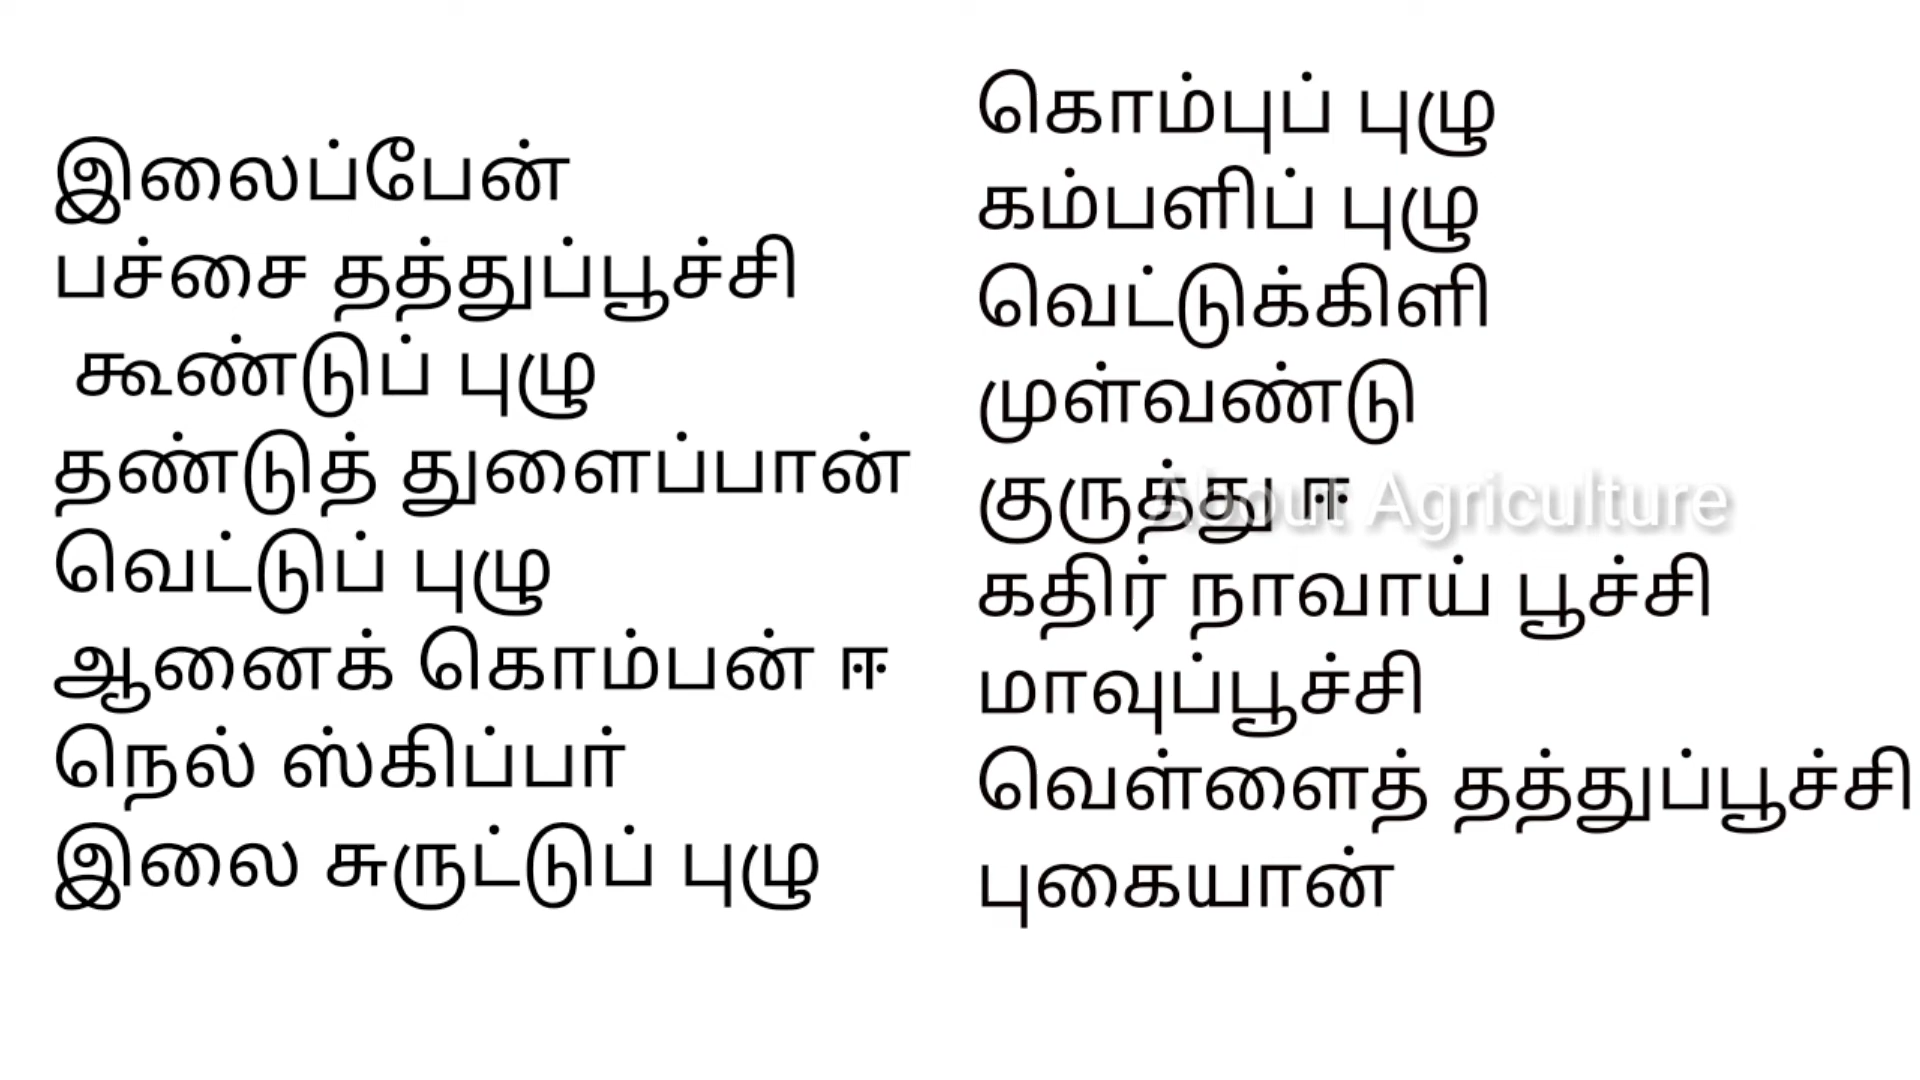 இலைப்பேன்
பச்சை தத்துப்பூச்சி
கூண்டுப் புழு
தண்டுத் துளைப்பான்
வெட்டுப் புழு
ஆனைக் கொம்பன் ஈ
நெல் ஸ்கிப்பர்
இலை சுருட்டுப் புழு
கொம்புப் புழு
கம்பளிப் புழு
வெட்டுக்கிளி
முள்வண்டு
குருத்து ஈ
About Agriculture
கதிர் நாவாய் பூச்சி
மாவுப்பூச்சி
வெள்ளைத் தத்துப்பூச்சி
புகையான்